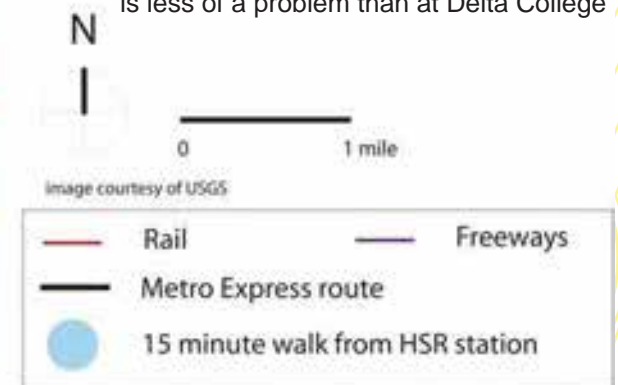 is less of a problem than at Delta College
N
0 1 mile
image courtesy of USGS
Rail Freeways
Metro Express route
15 minute walk from HSR station